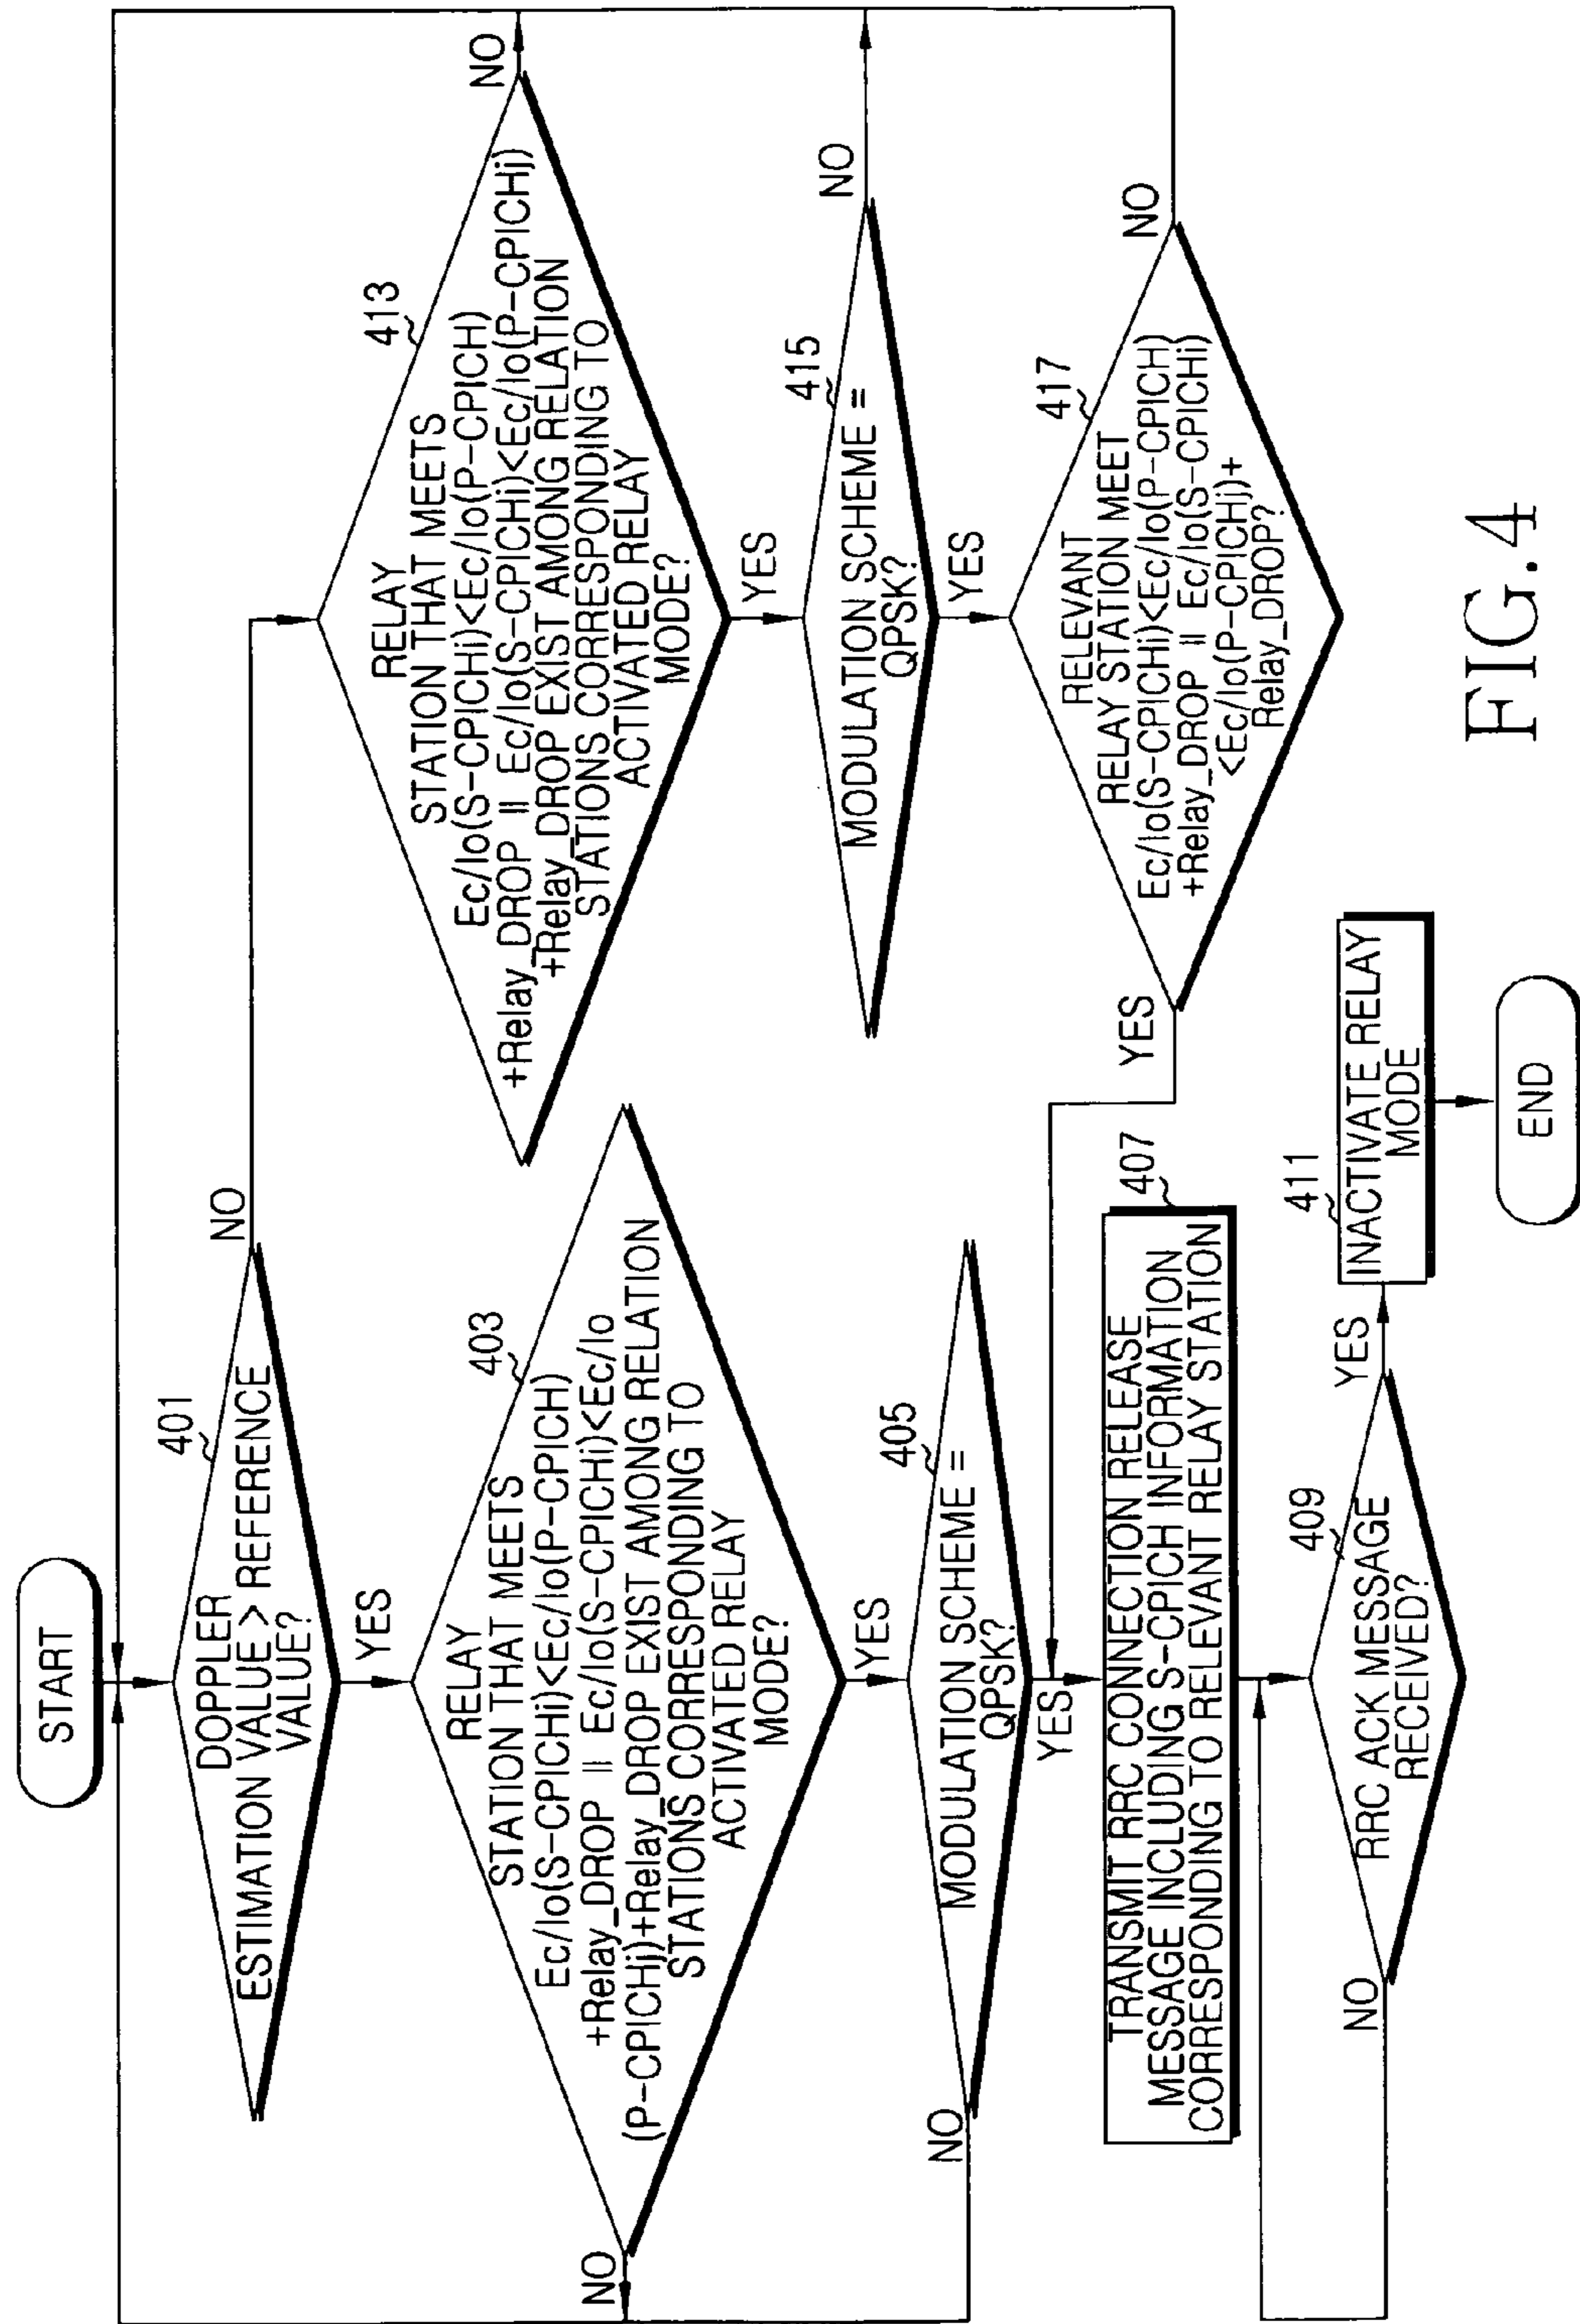 START
401
DOPPLER
ESTIMATION VALUE > REFERENCE
VALUE?
NO
YES
403
RELAY
STATION THAT MEETS
Ec/Io(S-CPICHi)<Ec/Io(P-CPICH)
+Relay_DROP || Ec/Io(S-CPICHi)<Ec/Io
(P-CPICHj)+Relay_DROP EXIST AMONG RELATION
STATIONS CORRESPONDING TO
ACTIVATED RELAY
MODE?
NO
YES
405
MODULATION SCHEME =
QPSK?
NO
YES
407
TRANSMIT RRC CONNECTION RELEASE
MESSAGE INCLUDING S-CPICH INFORMATION
CORRESPONDING TO RELEVANT RELAY STATION
409
RRC ACK MESSAGE
RECEIVED?
NO
YES
411
INACTIVATE RELAY
MODE
END
413
RELAY
STATION THAT MEETS
Ec/Io(S-CPICHi)<Ec/Io(P-CPICH)
+Relay_DROP || Ec/Io(S-CPICHi)<Ec/Io(P-CPICHj)
+Relay_DROP EXIST AMONG RELATION
STATIONS CORRESPONDING TO
ACTIVATED RELAY
MODE?
NO
YES
415
MODULATION SCHEME =
QPSK?
NO
YES
417
RELEVANT
RELAY STATION MEET
Ec/Io(S-CPICHi)<Ec/Io(P-CPICH)
+Relay_DROP || Ec/Io(S-CPICHi)
<Ec/Io(P-CPICHj)+
Relay_DROP?
NO
YES
FIG.4